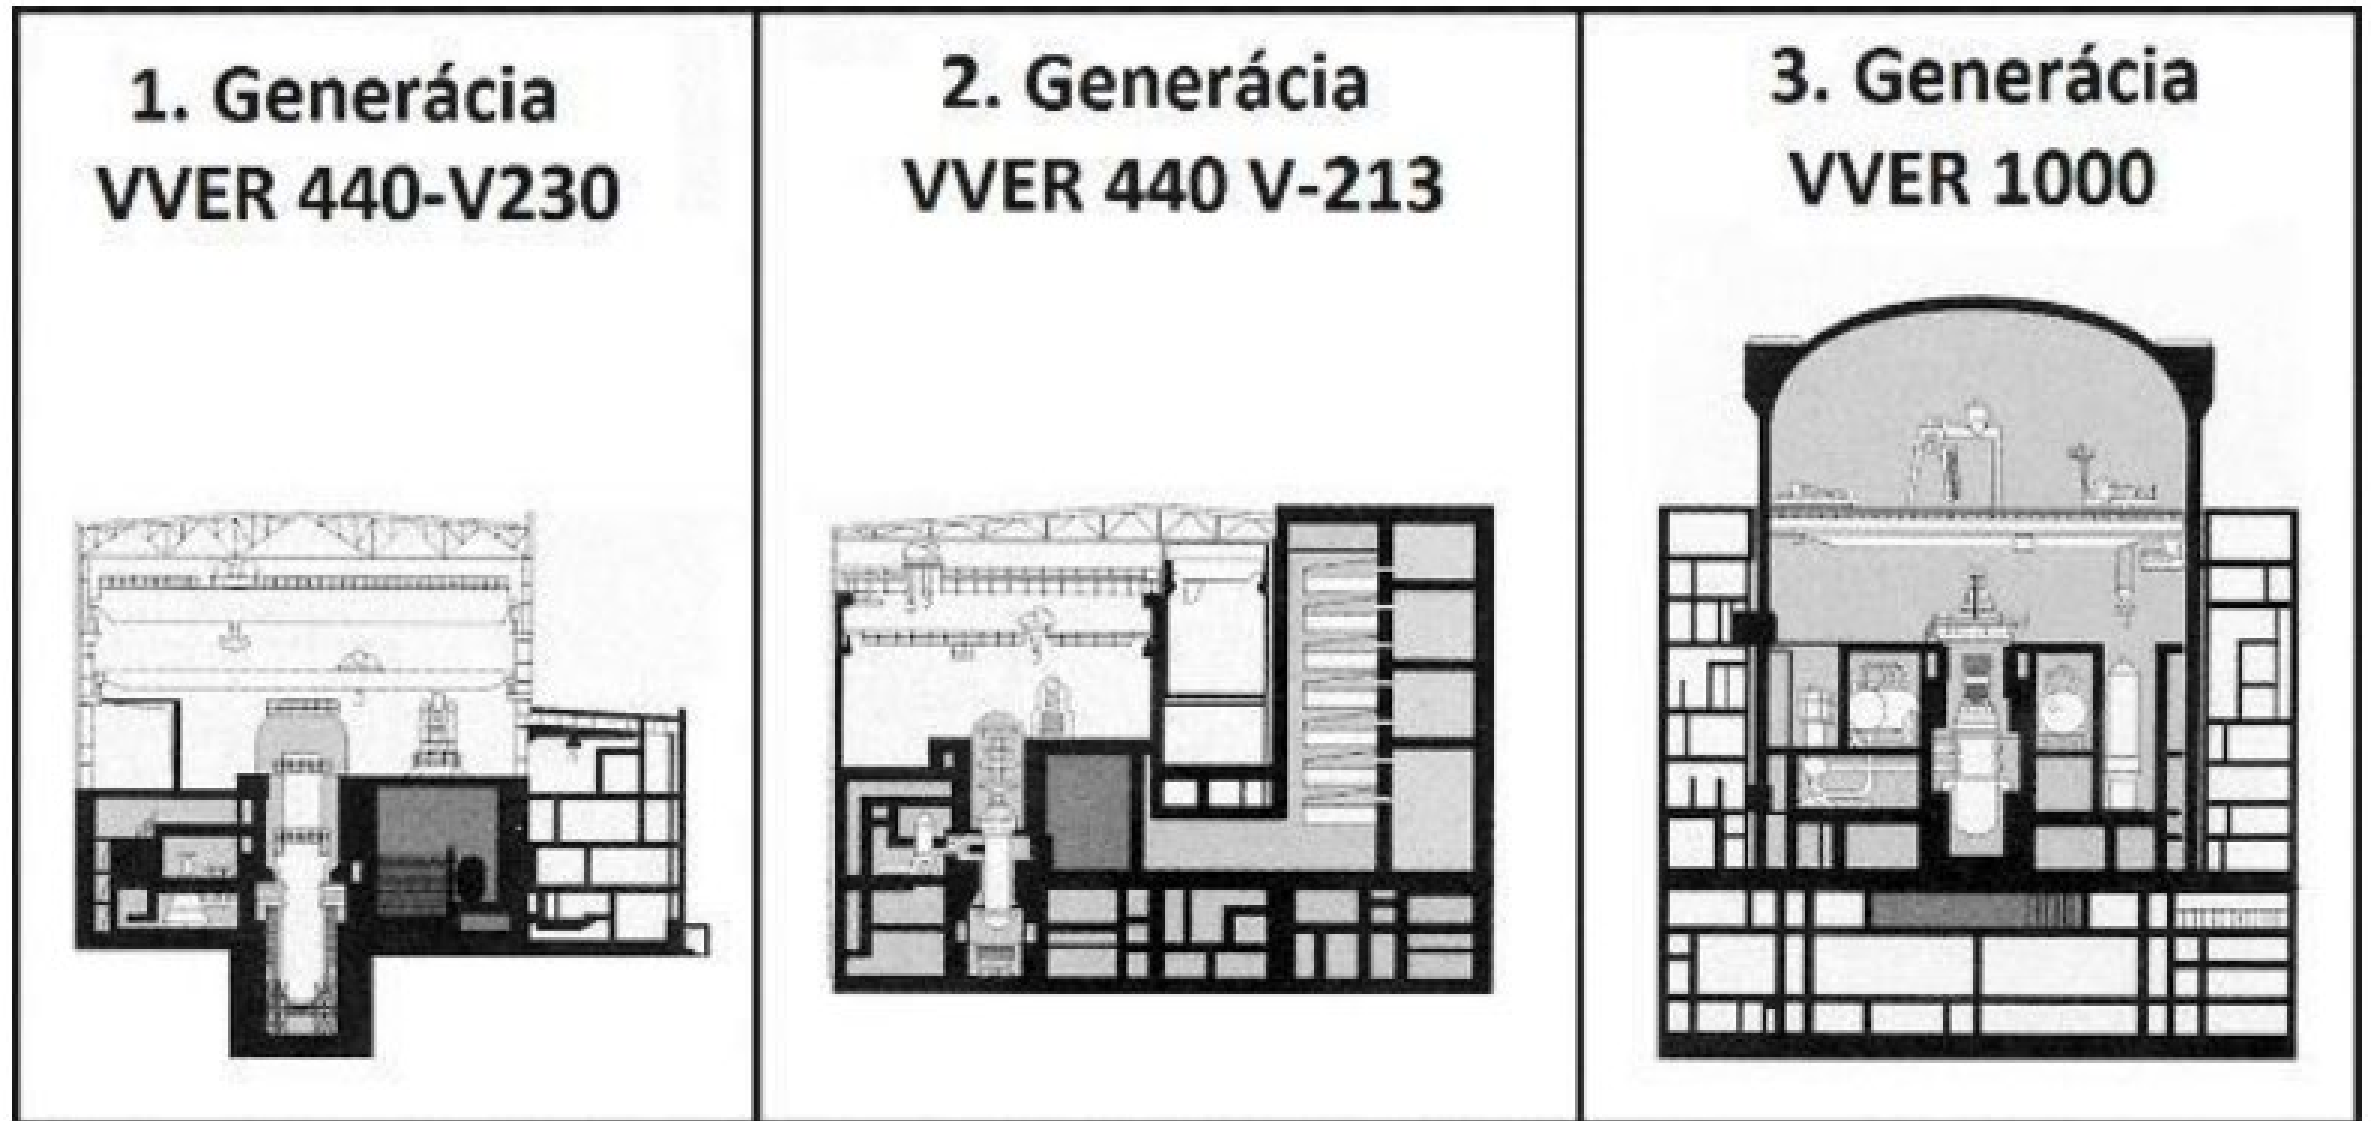 1. Generácia
VVER 440-V230
2. Generácia
VVER 440 V-213
3. Generácia
VVER 1000